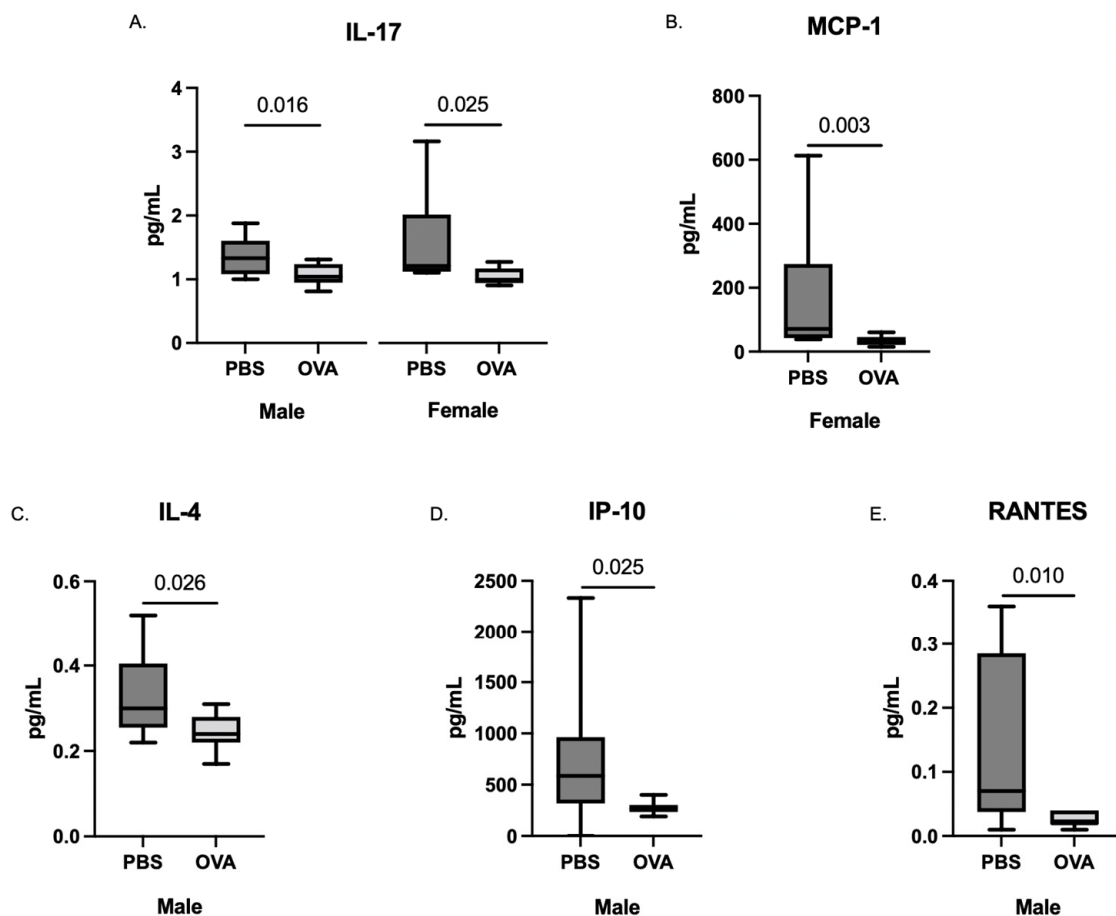 A.
IL-17
B.
MCP-1
4
3
2
1
0
pg/mL
0.016
0.025
PBS
OVA
PBS
OVA
Male
Female
800
600
400
200
0
pg/mL
0.003
PBS
OVA
Female
C.
IL-4
D.
IP-10
E.
RANTES
0.6
0.4
0.2
0.0
pg/mL
0.026
PBS
OVA
Male
2500
2000
1500
1000
500
0
pg/mL
0.025
PBS
OVA
Male
0.4
0.3
0.2
0.1
0.0
pg/mL
0.010
PBS
OVA
Male